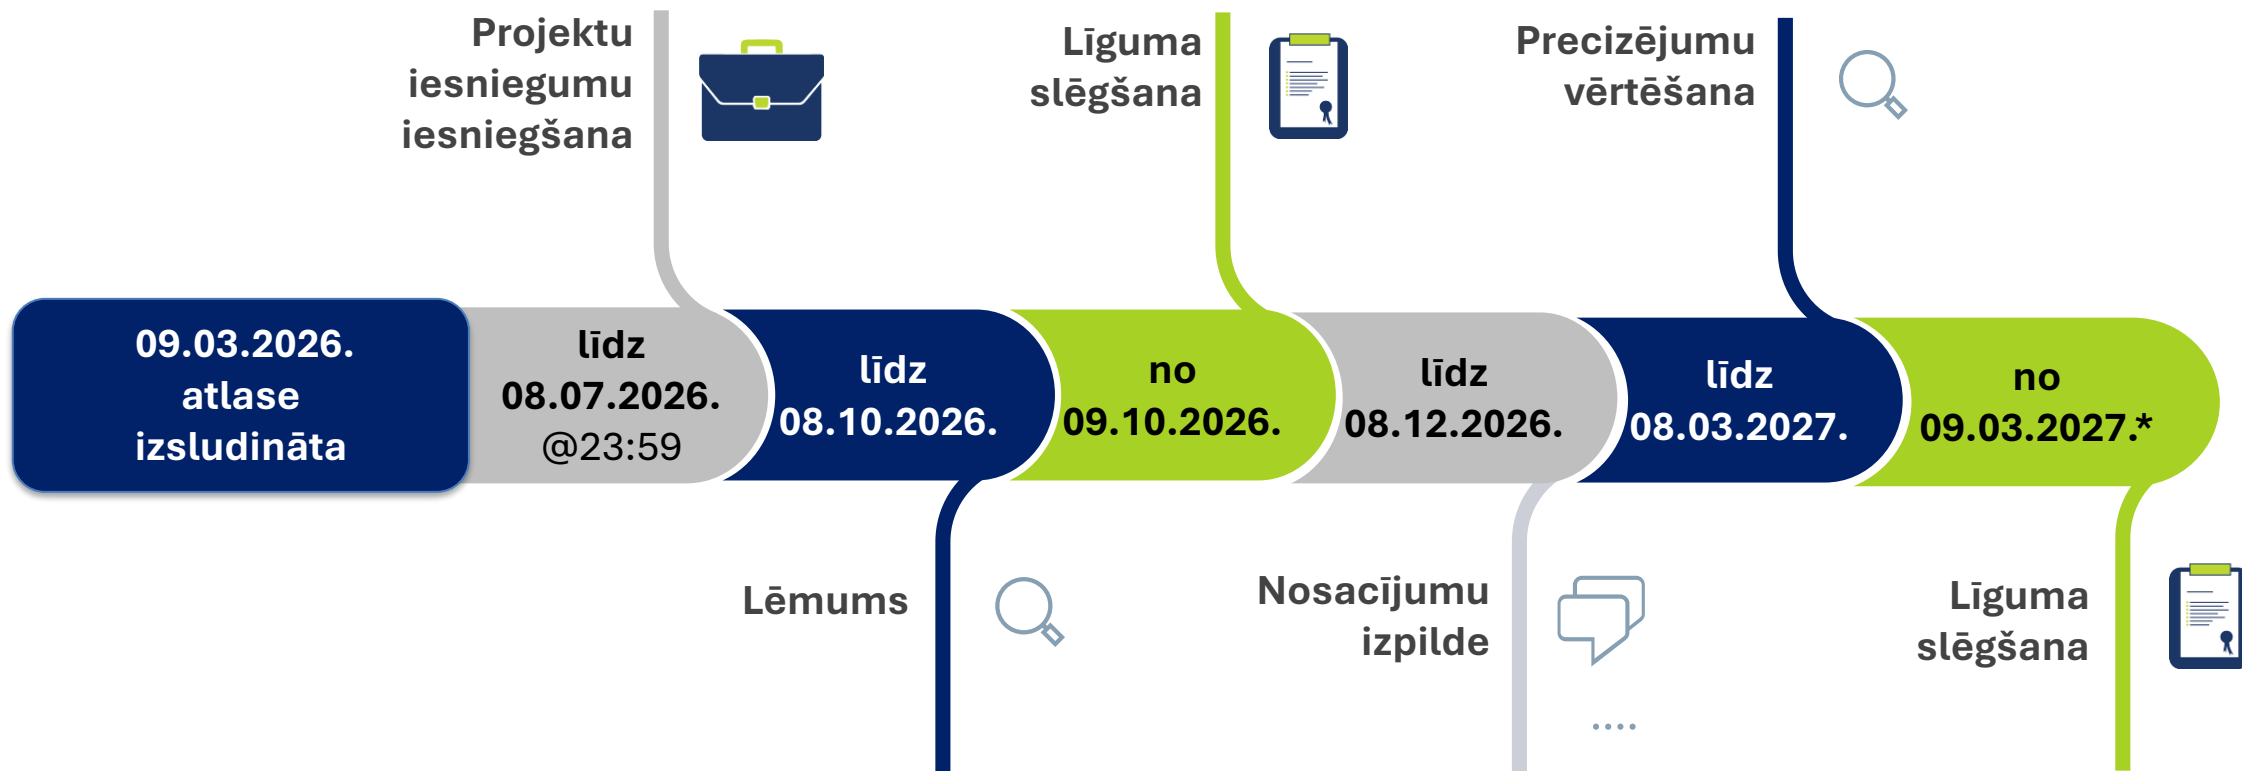 Projektu
iesniegumu
iesniegšana
Līguma
slēgšana
Precizējumu
vērtēšana
09.03.2026.
atlase
izsludināta
līdz
08.07.2026.
@23:59
līdz
08.10.2026.
no
09.10.2026.
līdz
08.12.2026.
līdz
08.03.2027.
no
09.03.2027.*
Lēmums
Nosacījumu
izpilde
....
Līguma
slēgšana